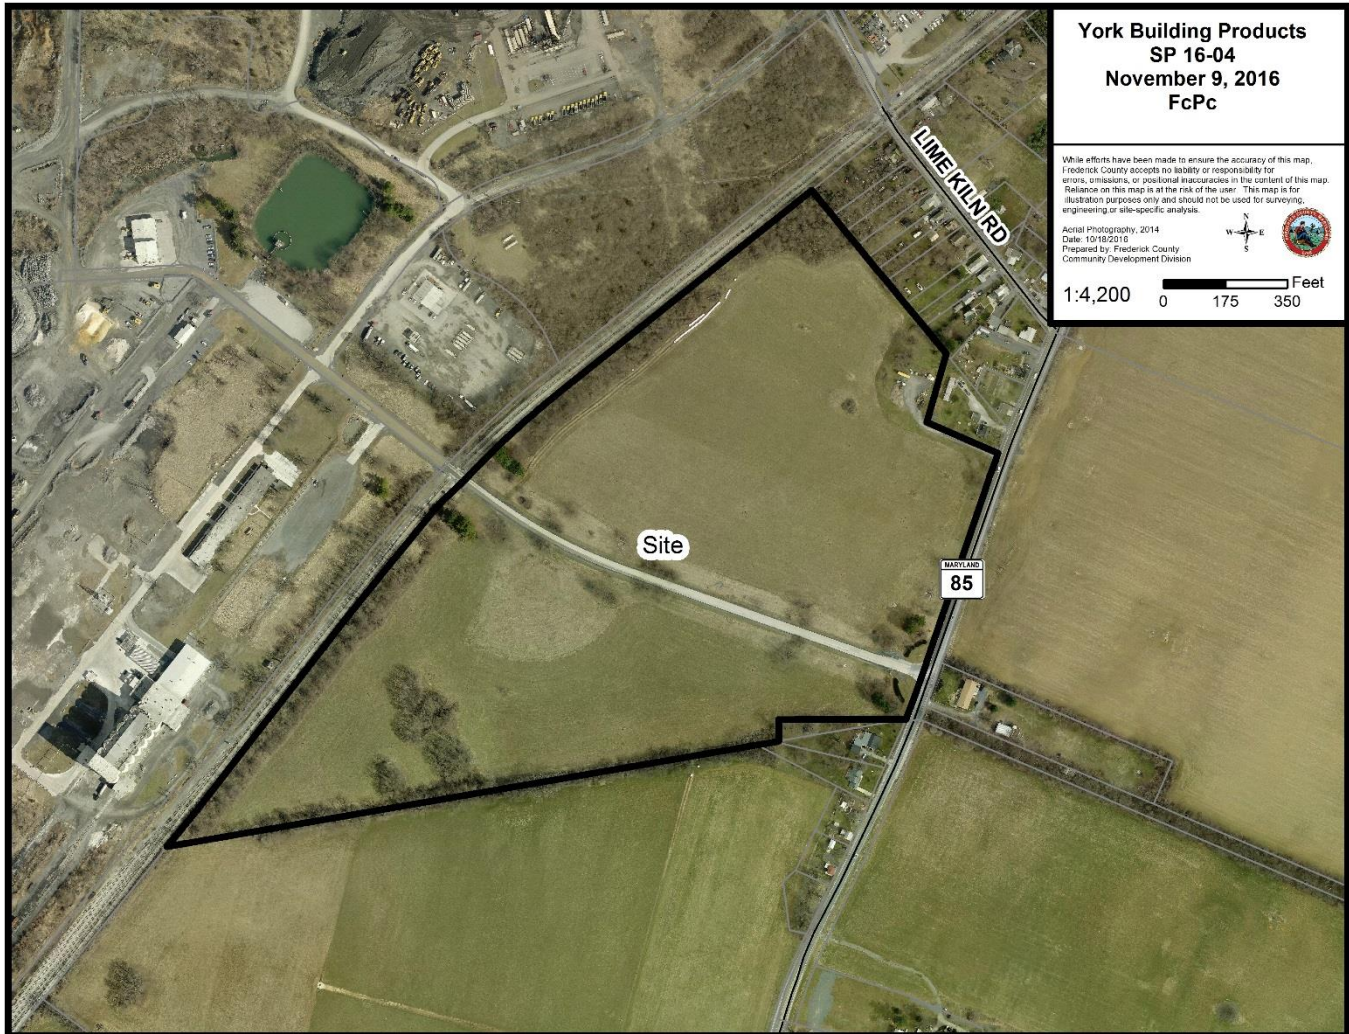 York Building Products
SP 16-04
November 9, 2016
FcPc
While efforts have been made to ensure the accuracy of this map,
Frederick County accepts no liability or responsibility for
errors, omissions, or positional inaccuracies in the content of this map.
Reliance on this map is at the risk of the user. This map is for
illustration purposes only and should not be used for surveying,
engineering,or site-specific analysis.
Aerial Photography, 2014
Date: 10/18/2016
Prepared by: Frederick County
Community Development Division
N
W E
S
1:4,200
Feet
0 175 350
LIME KILN RD
Site
MARYLAND
85